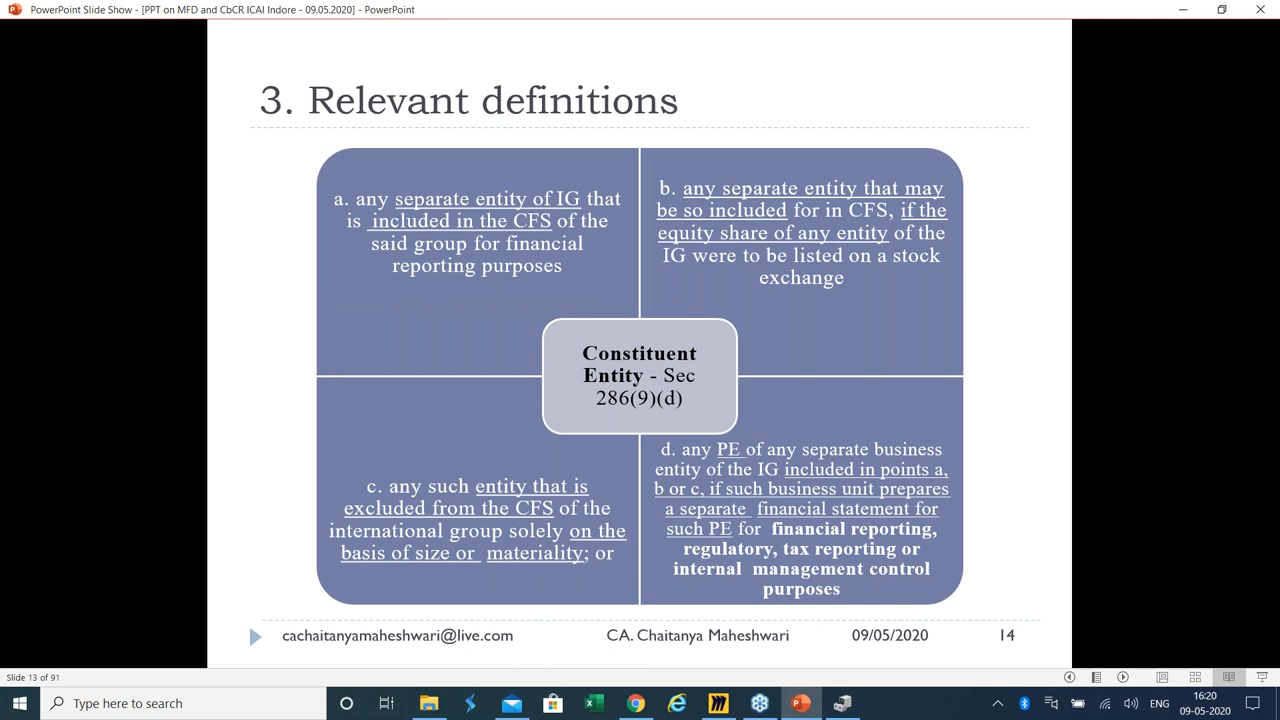 PowerPoint Slide Show - [PPT on MFD and CbCR ICAI Indore - 09.05.2020] - PowerPoint
3. Relevant definitions
a. any separate entity of IG that
is included in the CFS of the
said group for financial
reporting purposes
b. any separate entity that may
be so included for in CFS, if the
equity share of any entity of the
IG were to be listed on a stock
exchange
Constituent
Entity - Sec
286(9)(d)
c. any such entity that is
excluded from the CFS of the
international group solely on the
basis of size or materiality; or
d. any PE of any separate business
entity of the IG included in points a,
b or c, if such business unit prepares
a separate financial statement for
such PE for financial reporting,
regulatory, tax reporting or
internal management control
purposes
cachaitanyamaheshwari@live.com CA. Chaitanya Maheshwari 09/05/2020 14
Slide 13 of 91
Type here to search
ENG
16:20
09-05-2020